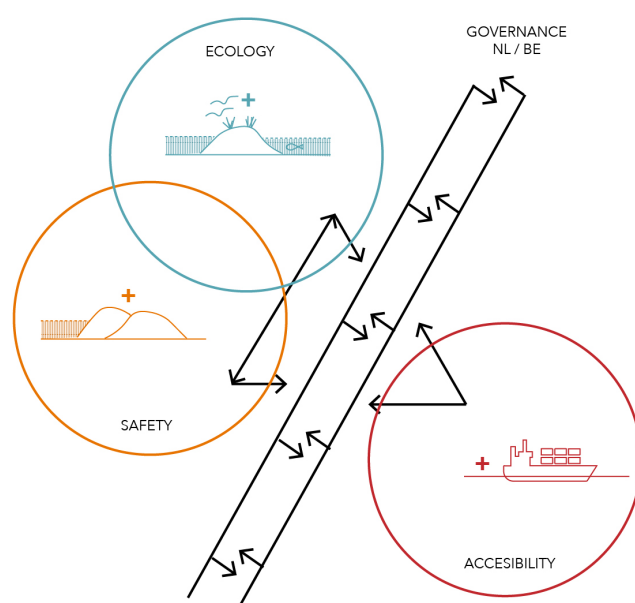 ECOLOGY
GOVERNANCE
NL / BE
SAFETY
ACCESIBILITY